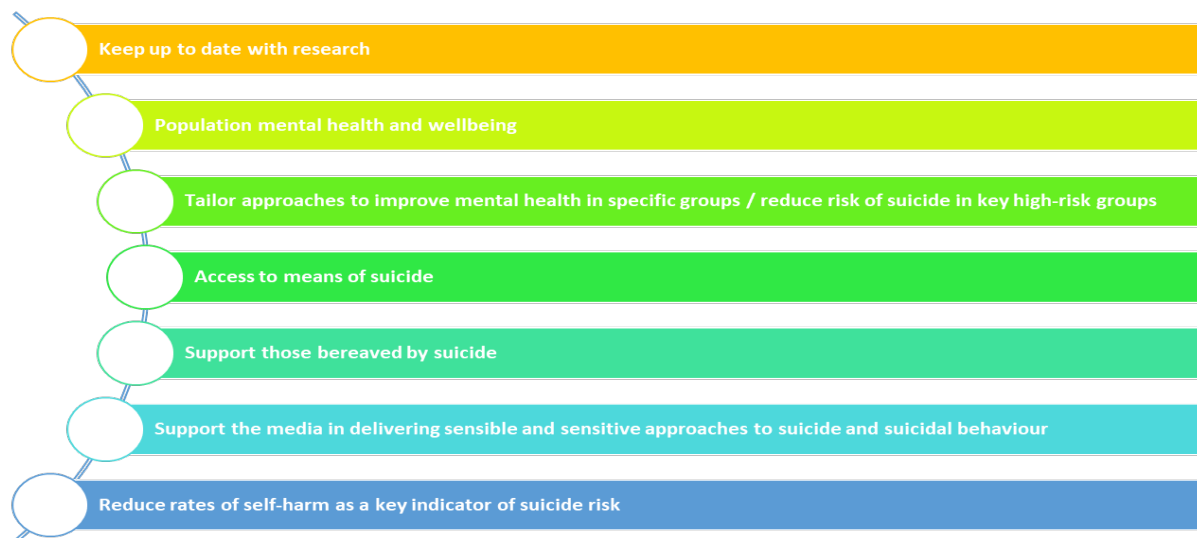 Keep up to date with research
Population mental health and wellbeing
Tailor approaches to improve mental health in specific groups / reduce risk of suicide in key high-risk groups
Access to means of suicide
Support those bereaved by suicide
Support the media in delivering sensible and sensitive approaches to suicide and suicidal behaviour
Reduce rates of self-harm as a key indicator of suicide risk